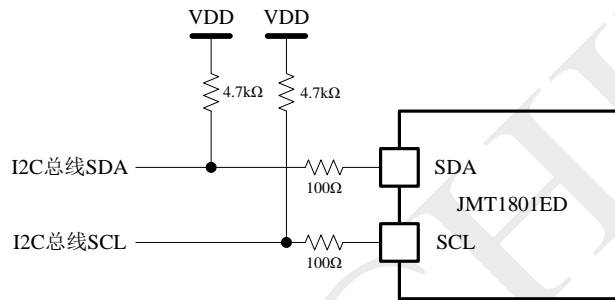 VDD VDD
4.7kΩ 4.7kΩ
I2C总线SDA
100Ω
SDA
JMT1801ED
I2C总线SCL
100Ω
SCL